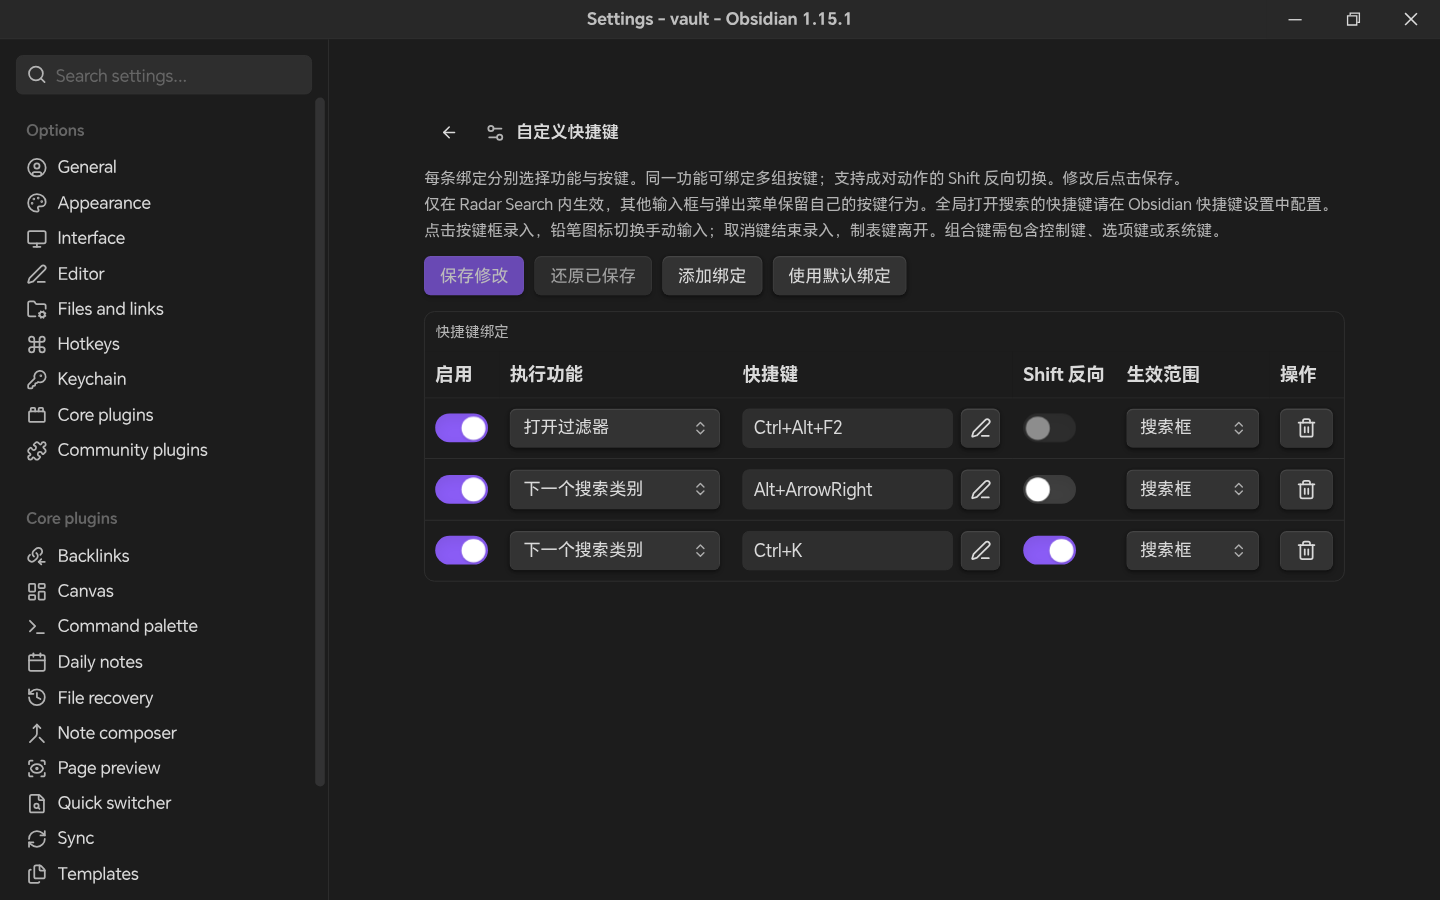 Settings - vault - Obsidian 1.15.1
Search settings...
Options
General
Appearance
Interface
Editor
Files and links
Hotkeys
Keychain
Core plugins
Community plugins
Core plugins
Backlinks
Canvas
Command palette
Daily notes
File recovery
Note composer
Page preview
Quick switcher
Sync
Templates
自定义快捷键
每条绑定分别选择功能与按键。同一功能可绑定多组按键；支持成对动作的 Shift 反向切换。修改后点击保存。
仅在 Radar Search 内生效，其他输入框与弹出菜单保留自己的按键行为。全局打开搜索的快捷键请在 Obsidian 快捷键设置中配置。
点击按键框录入，铅笔图标切换手动输入；取消键结束录入，制表键离开。组合键需包含控制键、选项键或系统键。
保存修改 还原已保存 添加绑定 使用默认绑定
快捷键绑定
启用 执行功能 快捷键 Shift 反向 生效范围 操作
打开过滤器 Ctrl+Alt+F2 搜索框
下一个搜索类别 Alt+ArrowRight 搜索框
下一个搜索类别 Ctrl+K 搜索框